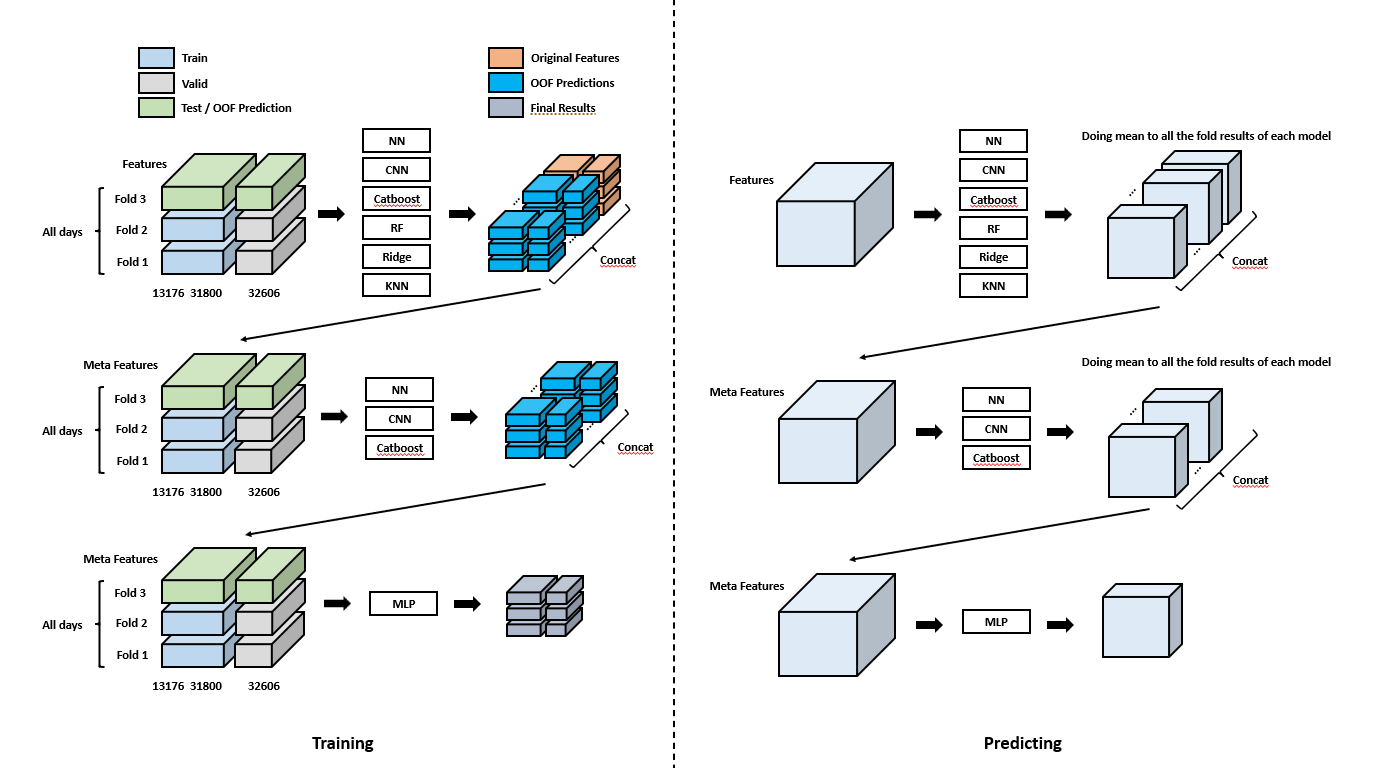 Train
Valid
Test / OOF Prediction
Original Features
OOF Predictions
Final Results
Features
Fold 3
Fold 2
Fold 1
All days
13176 31800 32606
NN
CNN
Catboost
RF
Ridge
KNN
Concat
Meta Features
Fold 3
Fold 2
Fold 1
All days
13176 31800 32606
NN
CNN
Catboost
Concat
Meta Features
Fold 3
Fold 2
Fold 1
All days
13176 31800 32606
MLP
Training
Features
NN
CNN
Catboost
RF
Ridge
KNN
Doing mean to all the fold results of each model
Concat
Meta Features
NN
CNN
Catboost
Doing mean to all the fold results of each model
Concat
Meta Features
MLP
Predicting